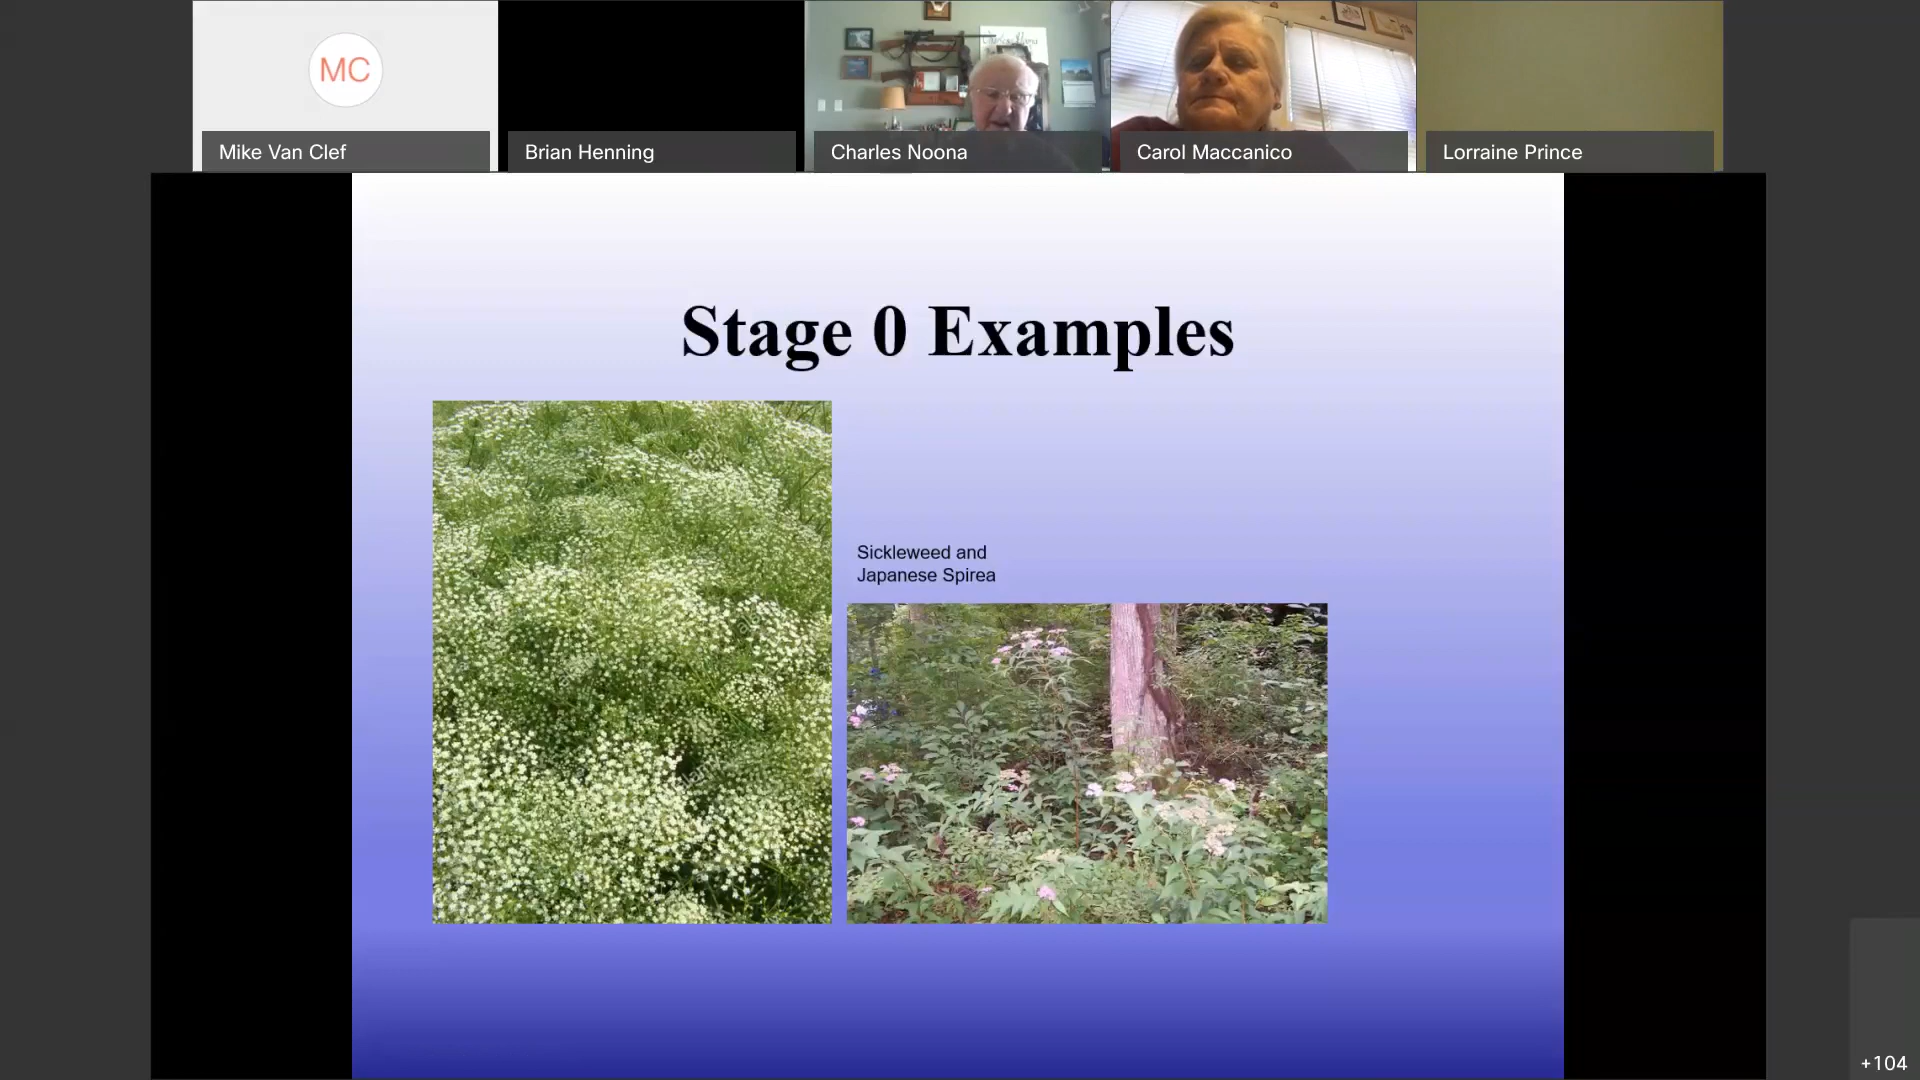 MC
Mike Van Clef
Brian Henning
Charles Noona
Carol Maccanico
Lorraine Prince
Stage 0 Examples
Sickleweed and
Japanese Spirea
+104